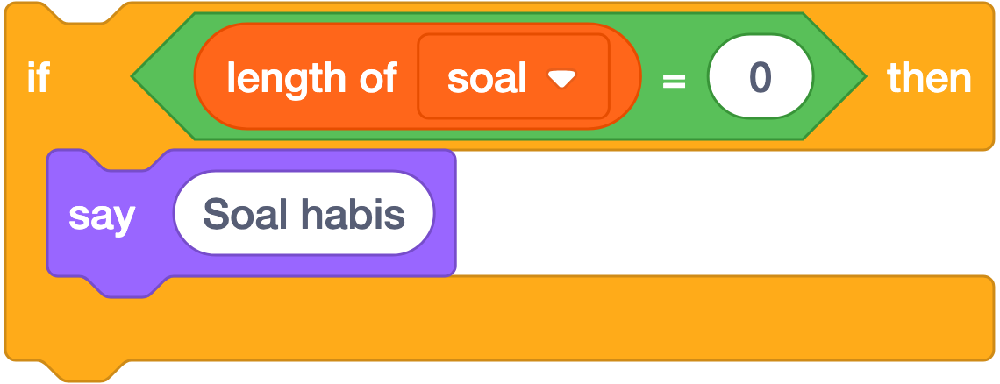 if length of soal = 0 then
say Soal habis